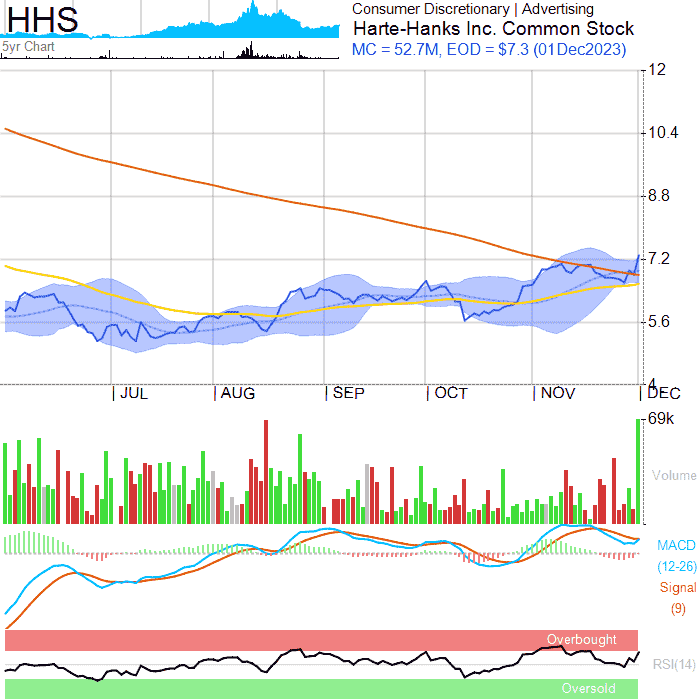 HHS
5yr Chart
Consumer Discretionary | Advertising
Harte-Hanks Inc. Common Stock
MC = 52.7M, EOD = $7.3 (01Dec2023)
12
10.4
8.8
7.2
5.6
4
JUL AUG SEP OCT NOV DEC
69k
Volume
MACD
(12-26)
Signal
(9)
Overbought
RSI(14)
Oversold